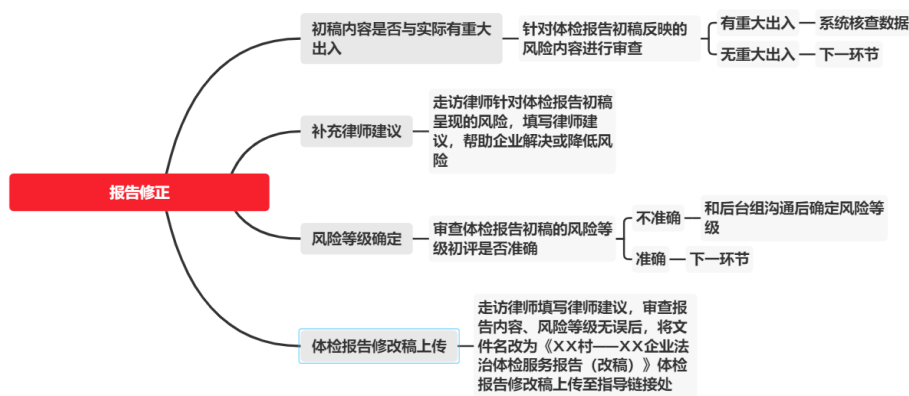 报告修正
初稿内容是否与实际有重大
出入
针对体检报告初稿反映的
风险内容进行审查
有重大出入
系统核查数据
无重大出入
下一环节
补充律师建议
走访律师针对体检报告初稿
呈现的风险，填写律师建
议，帮助企业解决或降低风
险
风险等级确定
审查体检报告初稿的风险等
级初评是否准确
不准确
和后台组沟通后确定风险等
级
准确
下一环节
体检报告修改稿上传
走访律师填写律师建议，审查报
告内容、风险等级无误后，将文
件名改为《XX村——XX企业法
治体检服务报告（改稿）》体检
报告修改稿上传至指导链接处